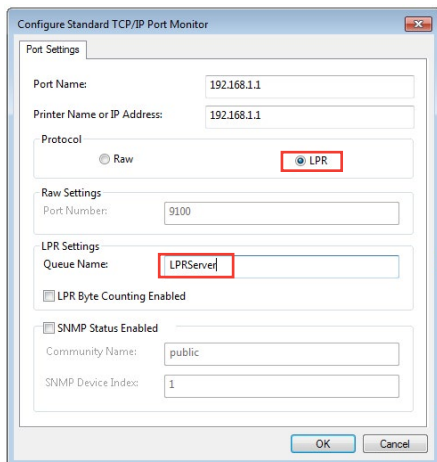 Configure Standard TCP/IP Port Monitor
Port Settings
Port Name: 192.168.1.1
Printer Name or IP Address: 192.168.1.1
Protocol
Raw LPR
Raw Settings
Port Number: 9100
LPR Settings
Queue Name: LPRServer
LPR Byte Counting Enabled
SNMP Status Enabled
Community Name: public
SNMP Device Index: 1
OK Cancel